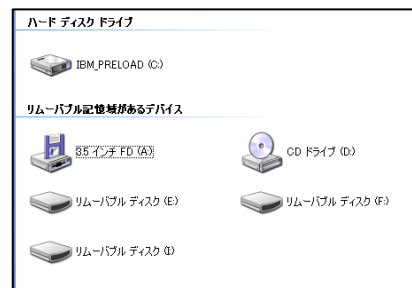 ハード ディスク ドライブ
IBM_PRELOAD (C:)
リムーバブル記憶域があるデバイス
3.5 インチ FD (A:)
CD ドライブ (D:)
リムーバブル ディスク (E:)
リムーバブル ディスク (F:)
リムーバブル ディスク (I:)